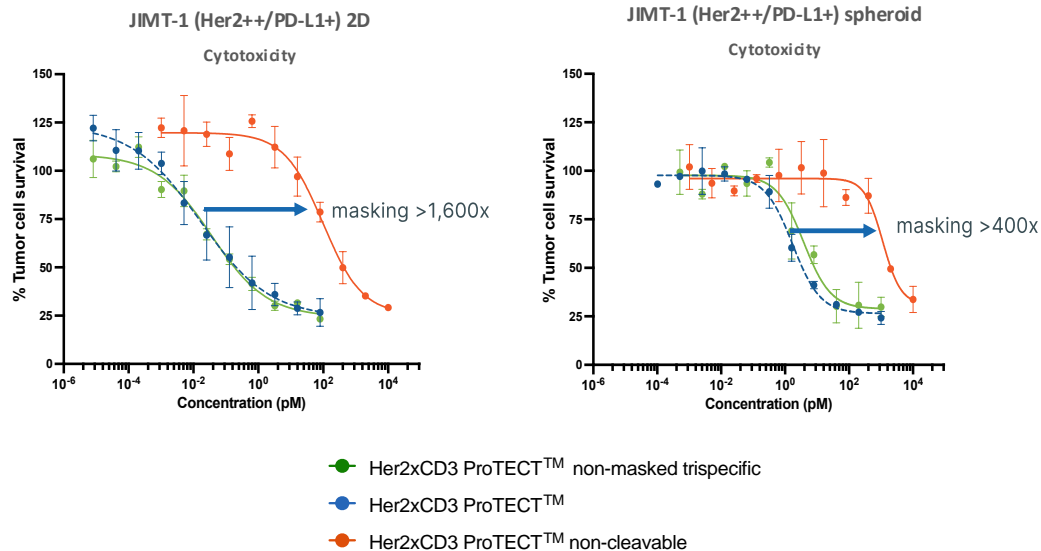 JIMT-1 (Her2++/PD-L1+) 2D
Cytotoxicity
% Tumor cell survival
150
125
100
75
50
25
0
masking >1,600x
10-6
10-4
10-2
100
102
104
Concentration (pM)
JIMT-1 (Her2++/PD-L1+) spheroid
Cytotoxicity
% Tumor cell survival
150
125
100
75
50
25
0
masking >400x
10-6
10-4
10-2
100
102
104
Concentration (pM)
Her2xCD3 ProTECTTM non-masked trispecific
Her2xCD3 ProTECTTM
Her2xCD3 ProTECTTM non-cleavable